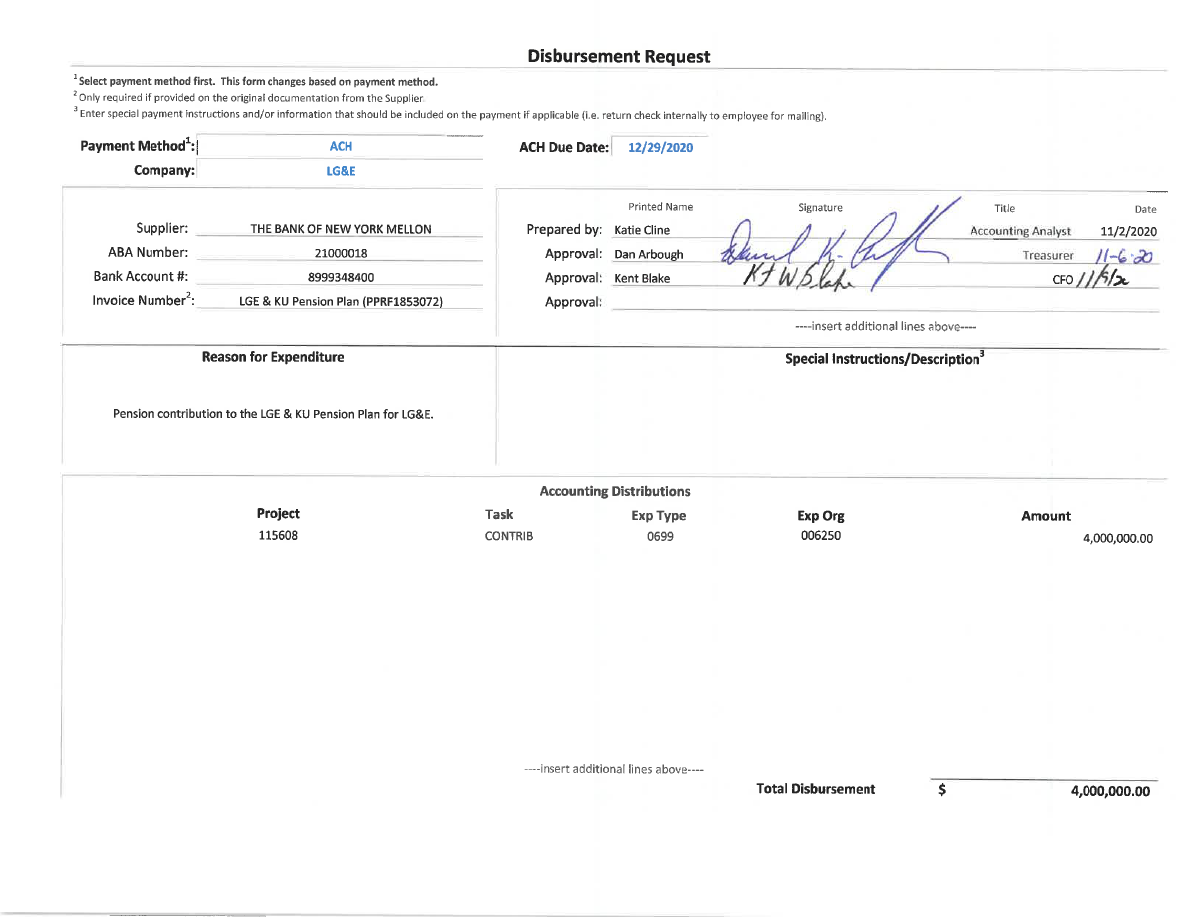 Disbursement Request
1 Select payment method first. This form changes based on payment method.
2 Only required if provided on the original documentation from the Supplier.
3 Enter special payment instructions and/or information that should be included on the payment if applicable (i.e. return check internally to employee for mailing).
Payment Method1: ACH ACH Due Date: 12/29/2020
Company: LG&E
Printed Name Signature Title Date
Supplier: THE BANK OF NEW YORK MELLON Prepared by: Katie Cline Accounting Analyst 11/2/2020
ABA Number: 21000018 Approval: Dan Arbough Treasurer 11-6-20
Bank Account #: 8999348400 Approval: Kent Blake Kt W Blake CFO
Invoice Number2: LGE & KU Pension Plan (PPRF1853072) Approval:
----insert additional lines above----
Reason for Expenditure Special Instructions/Description3
Pension contribution to the LGE & KU Pension Plan for LG&E.
Accounting Distributions
Project Task Exp Type Exp Org Amount
115608 CONTRIB 0699 006250 4,000,000.00
----insert additional lines above----
Total Disbursement $ 4,000,000.00